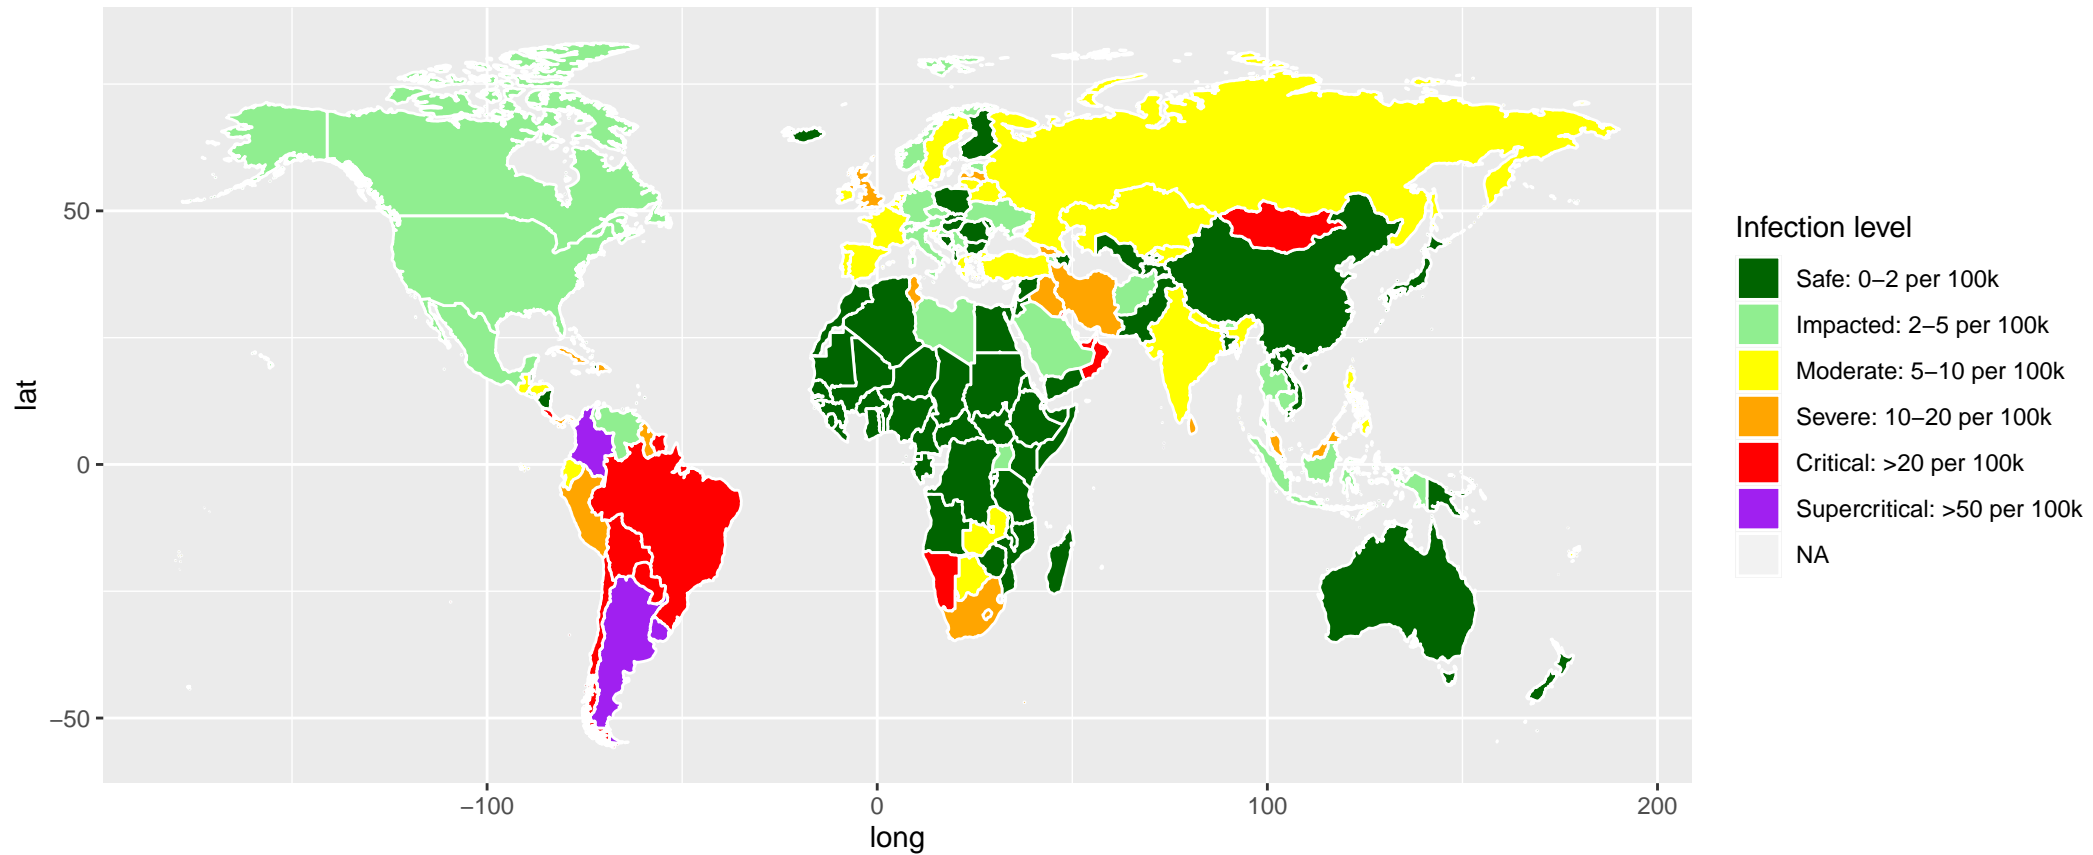 50
0
−50
lat
−100
0
100
200
long
Infection level
Safe: 0−2 per 100k
Impacted: 2−5 per 100k
Moderate: 5−10 per 100k
Severe: 10−20 per 100k
Critical: >20 per 100k
Supercritical: >50 per 100k
NA